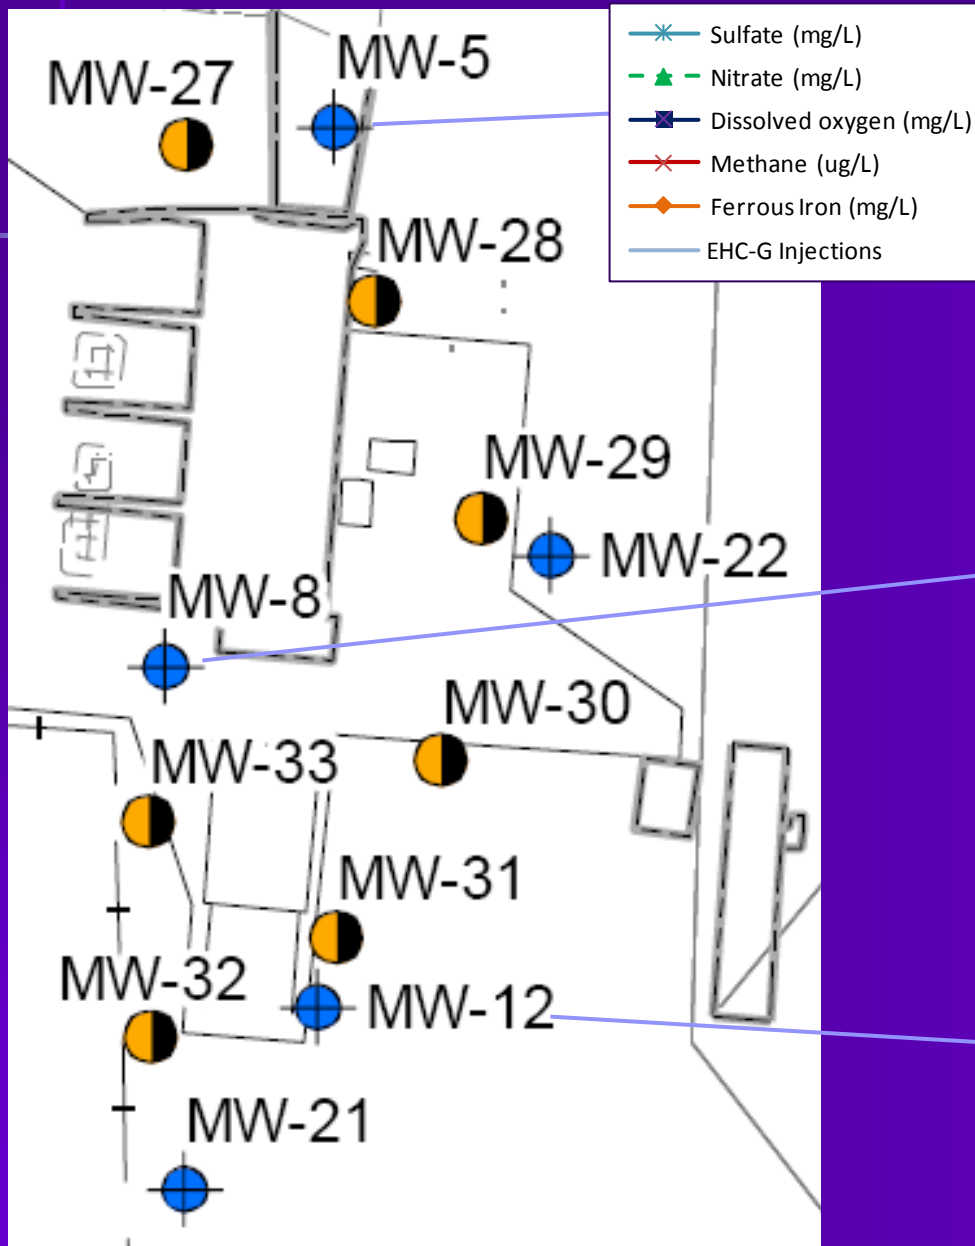 MW-5
MW-27
Sulfate (mg/L)
Nitrate (mg/L)
Dissolved oxygen (mg/L)
Methane (ug/L)
Ferrous Iron (mg/L)
EHC-G Injections
MW-28
MW-29
MW-22
MW-8
MW-30
MW-33
MW-31
MW-32
MW-12
MW-21